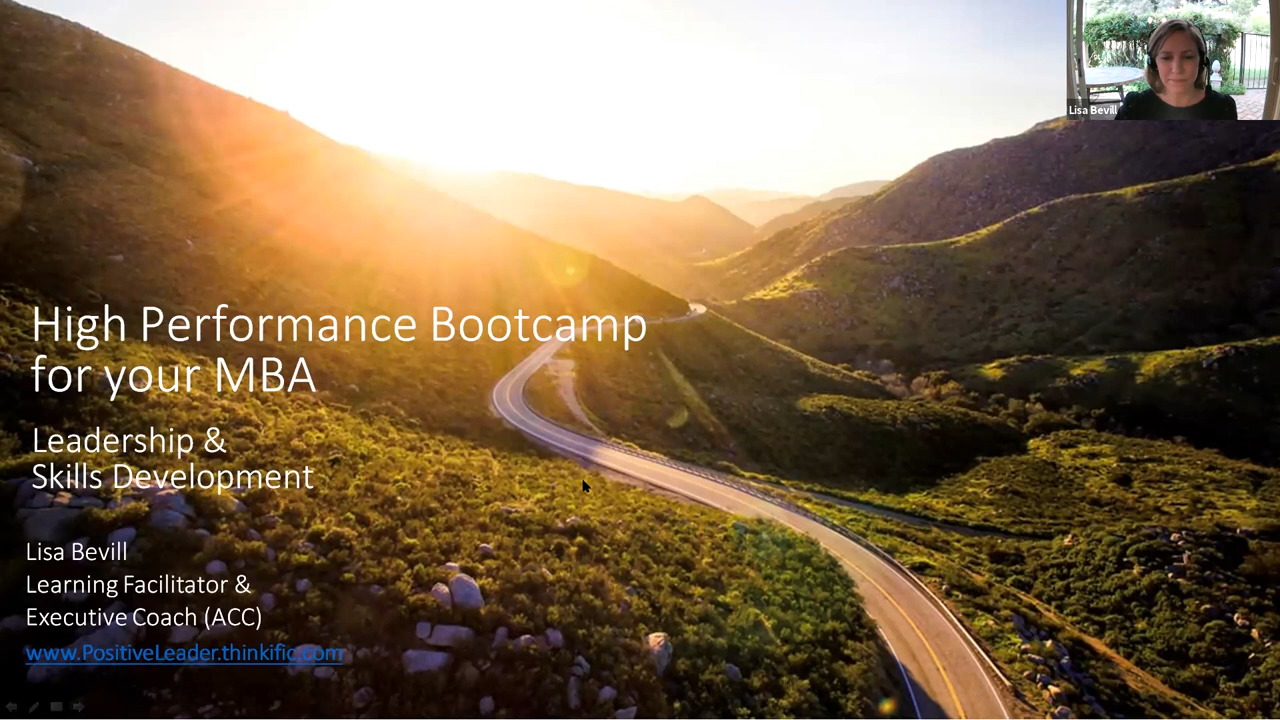 Lisa Bevill
High Performance Bootcamp
for your MBA
Leadership &
Skills Development
Lisa Bevill
Learning Facilitator &
Executive Coach (ACC)
www.PositiveLeader.thinkific.com